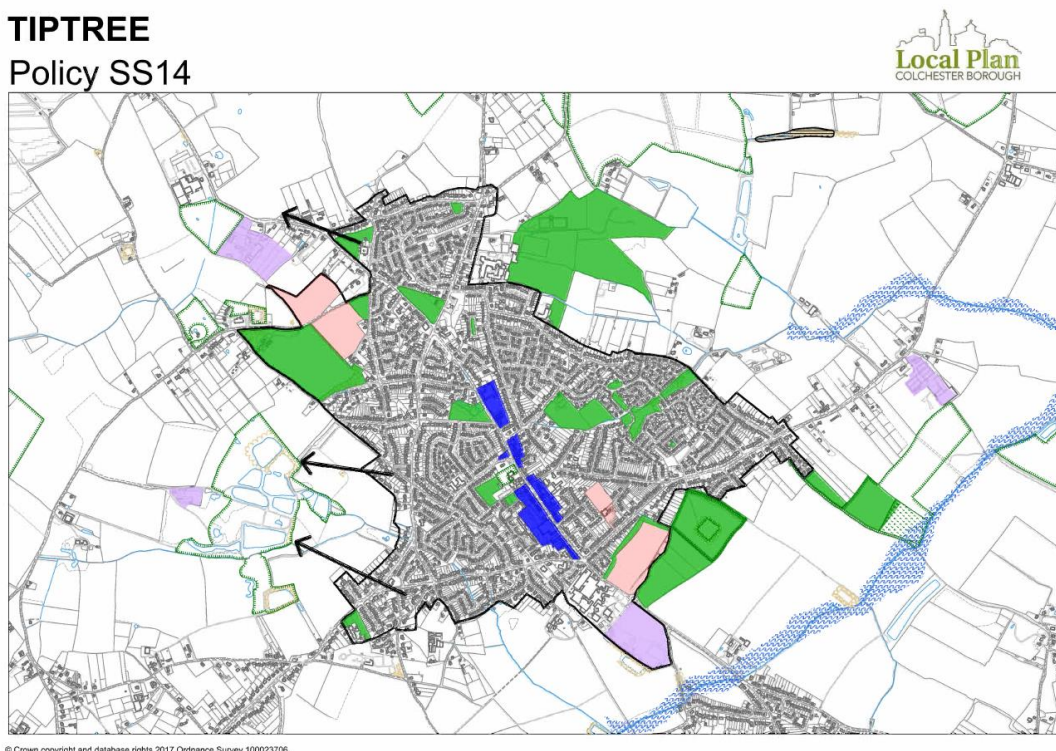 TIPTREE
Policy SS14
Local Plan
COLCHESTER BOROUGH
© Crown copyright and database rights 2017 Ordnance Survey 100023706